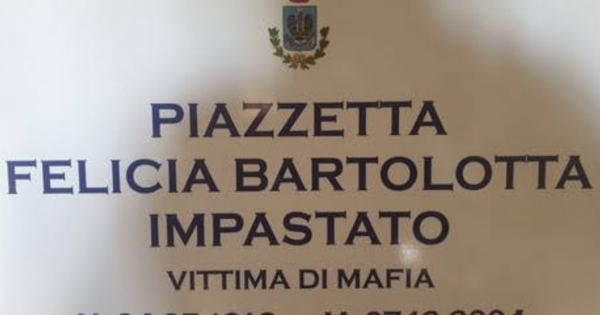 PIAZZETTA
FELICIA BARTOLOTTA
IMPASTATO
VITTIMA DI MAFIA